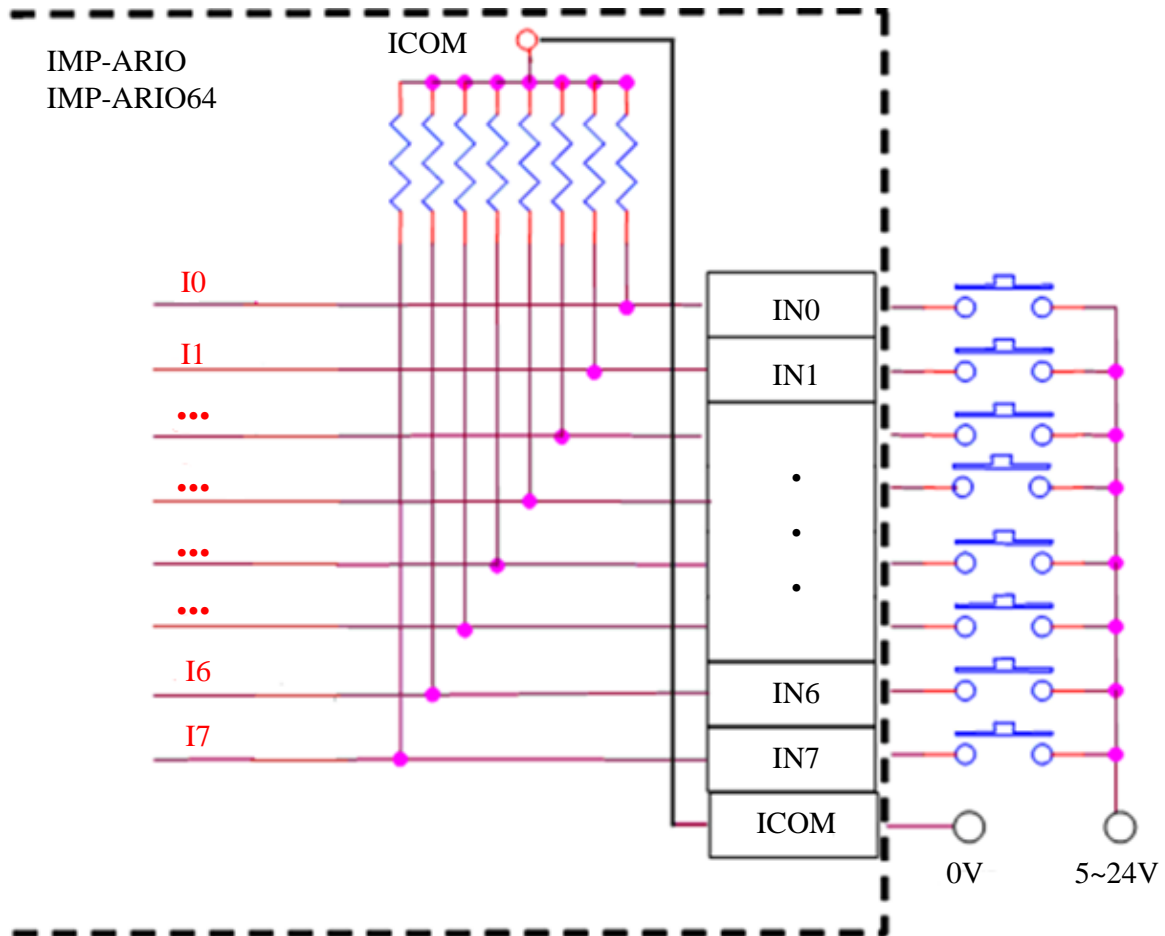 ICOM
IMP-ARIO
IMP-ARIO64
I0
IN0
I1
IN1
...
...
...
...
I6
IN6
I7
IN7
ICOM
0V
5~24V